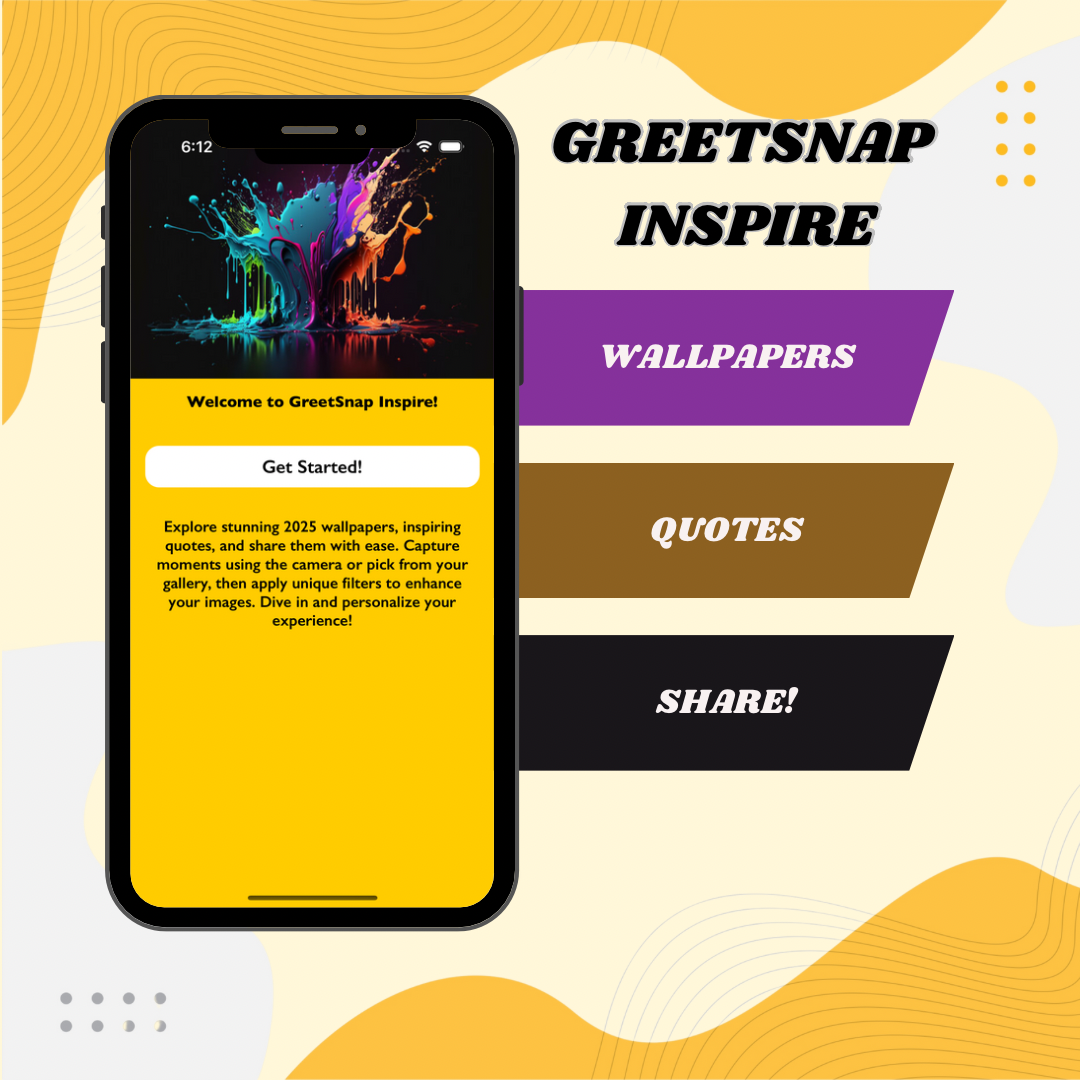 6:12
Welcome to GreetSnap Inspire!
Get Started!
Explore stunning 2025 wallpapers, inspiring
quotes, and share them with ease. Capture
moments using the camera or pick from your
gallery, then apply unique filters to enhance
your images. Dive in and personalize your
experience!
GREETSNAP
INSPIRE
WALLPAPERS
QUOTES
SHARE!